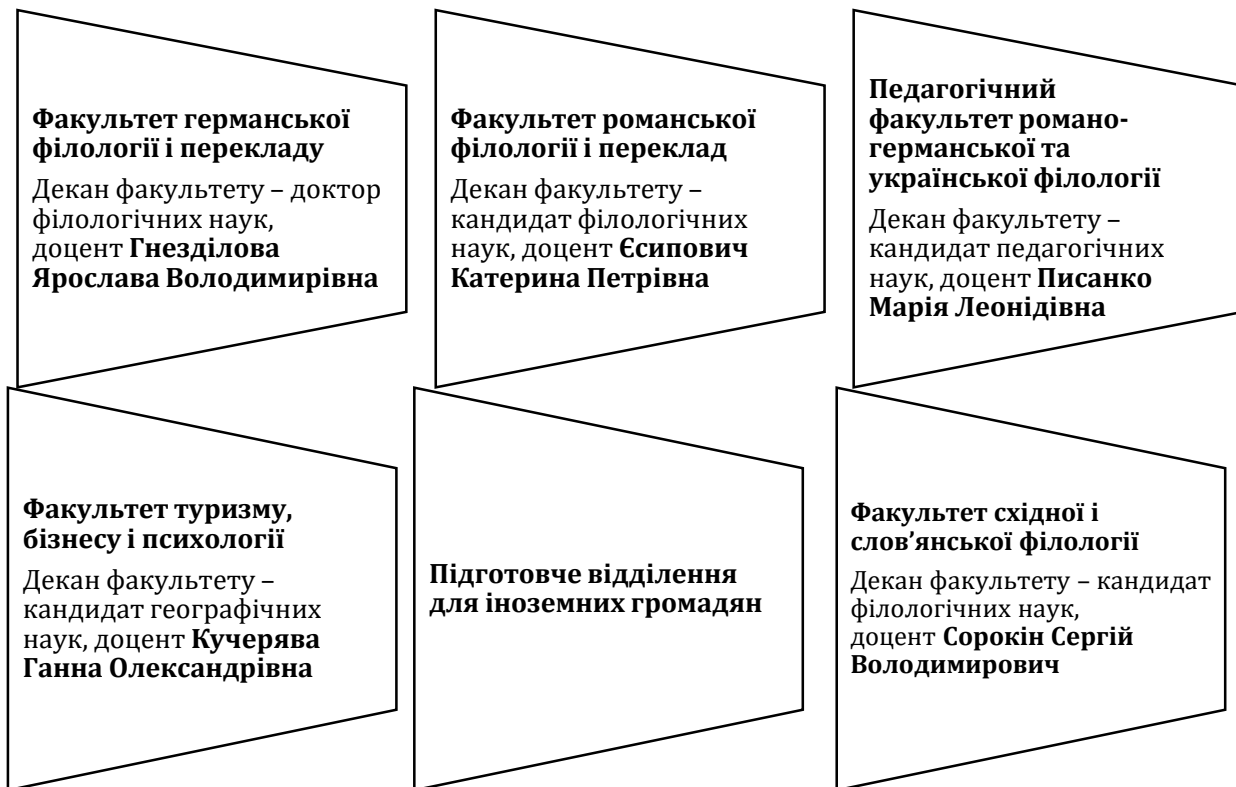 Факультет германської
філології і перекладу
Декан факультету – доктор
філологічних наук,
доцент Гнезділова
Ярослава Володимирівна
Факультет романської
філології і переклад
Декан факультету –
кандидат філологічних
наук, доцент Єсипович
Катерина Петрівна
Педагогічний
факультет романо-
германської та
української філології
Декан факультету –
кандидат педагогічних
наук, доцент Писанко
Марія Леонідівна
Факультет туризму,
бізнесу і психології
Декан факультету –
кандидат географічних
наук, доцент Кучерява
Ганна Олександрівна
Підготовче відділення
для іноземних громадян
Факультет східної і
слов’янської філології
Декан факультету – кандидат
філологічних наук,
доцент Сорокін Сергій
Володимирович